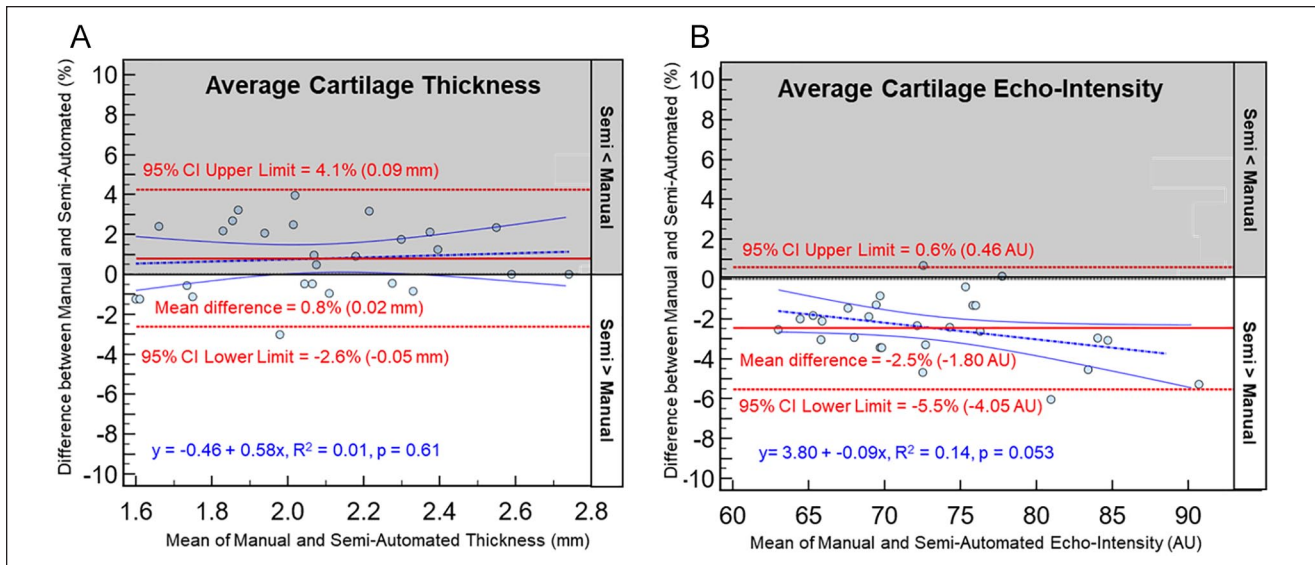 A
Difference between Manual and Semi-Automated (%)
10
8
6
4
2
0
-2
-4
-6
-8
-10
Average Cartilage Thickness
95% CI Upper Limit = 4.1% (0.09 mm)
Mean difference = 0.8% (0.02 mm)
95% CI Lower Limit = -2.6% (-0.05 mm)
y = -0.46 + 0.58x, R² = 0.01, p = 0.61
Semi < Manual
Semi > Manual
1.6 1.8 2.0 2.2 2.4 2.6 2.8
Mean of Manual and Semi-Automated Thickness (mm)
B
Difference between Manual and Semi-Automated (%)
10
8
6
4
2
0
-2
-4
-6
-8
-10
Average Cartilage Echo-Intensity
95% CI Upper Limit = 0.6% (0.46 AU)
Mean difference = -2.5% (-1.80 AU)
95% CI Lower Limit = -5.5% (-4.05 AU)
y= 3.80 + -0.09x, R² = 0.14, p = 0.053
Semi < Manual
Semi > Manual
60 65 70 75 80 85 90
Mean of Manual and Semi-Automated Echo-Intensity (AU)